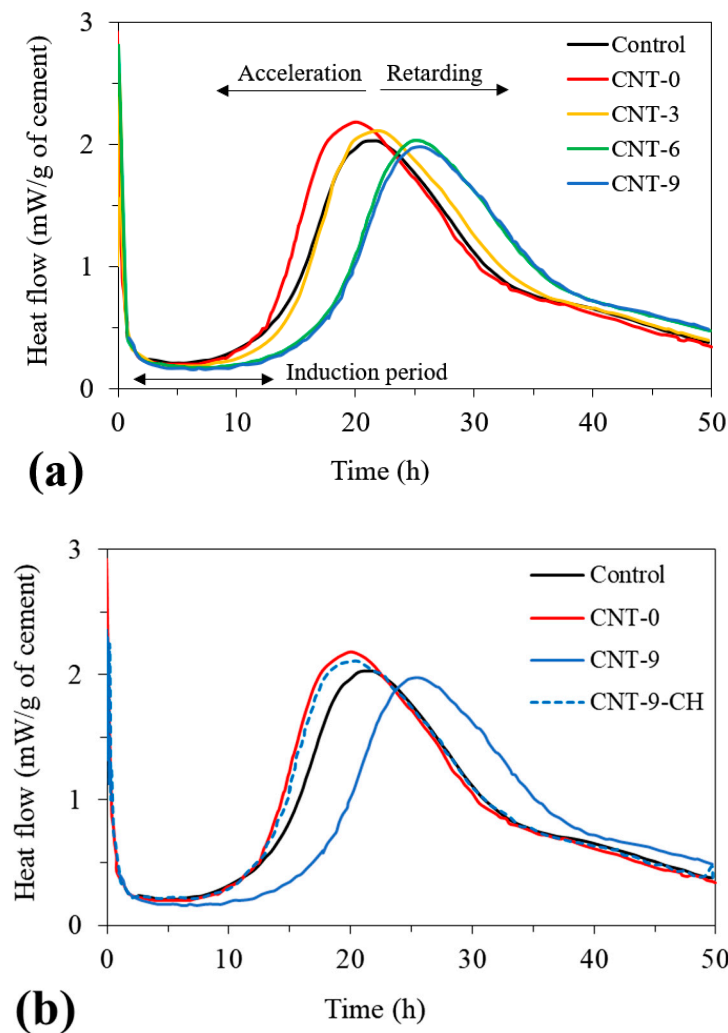 3
Control
Acceleration Retarding
CNT-0
CNT-3
2
CNT-6
CNT-9
Heat flow (mW/g of cement)
1
Induction period
0
0 10 20 30 40 50
Time (h)
(a)
3
Control
CNT-0
CNT-9
2
CNT-9-CH
Heat flow (mW/g of cement)
1
0
0 10 20 30 40 50
Time (h)
(b)